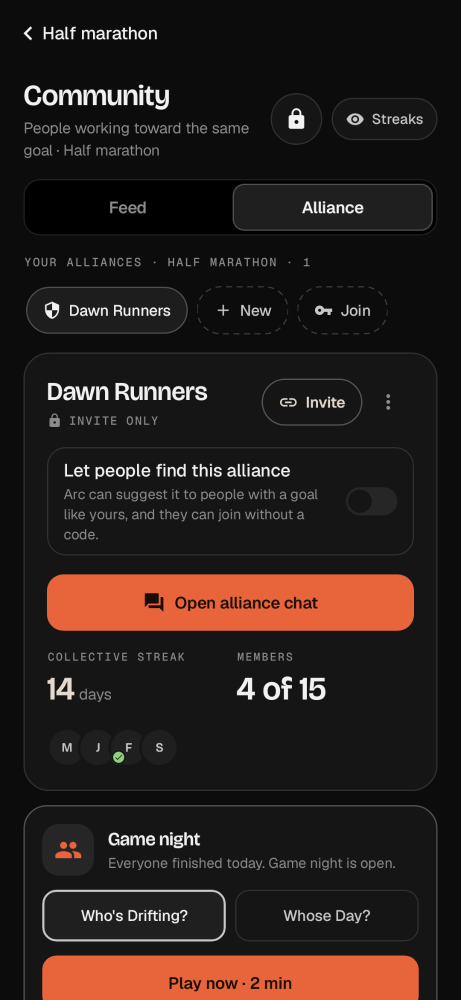 Half marathon
Community
People working toward the same
goal · Half marathon
Streaks
Feed
Alliance
YOUR ALLIANCES · HALF MARATHON · 1
Dawn Runners
New
Join
Dawn Runners
INVITE ONLY
Invite
Let people find this alliance
Arc can suggest it to people with a goal
like yours, and they can join without a
code.
Open alliance chat
COLLECTIVE STREAK
MEMBERS
14 days
4 of 15
M
J
F
S
Game night
Everyone finished today. Game night is open.
Who's Drifting?
Whose Day?
Play now · 2 min